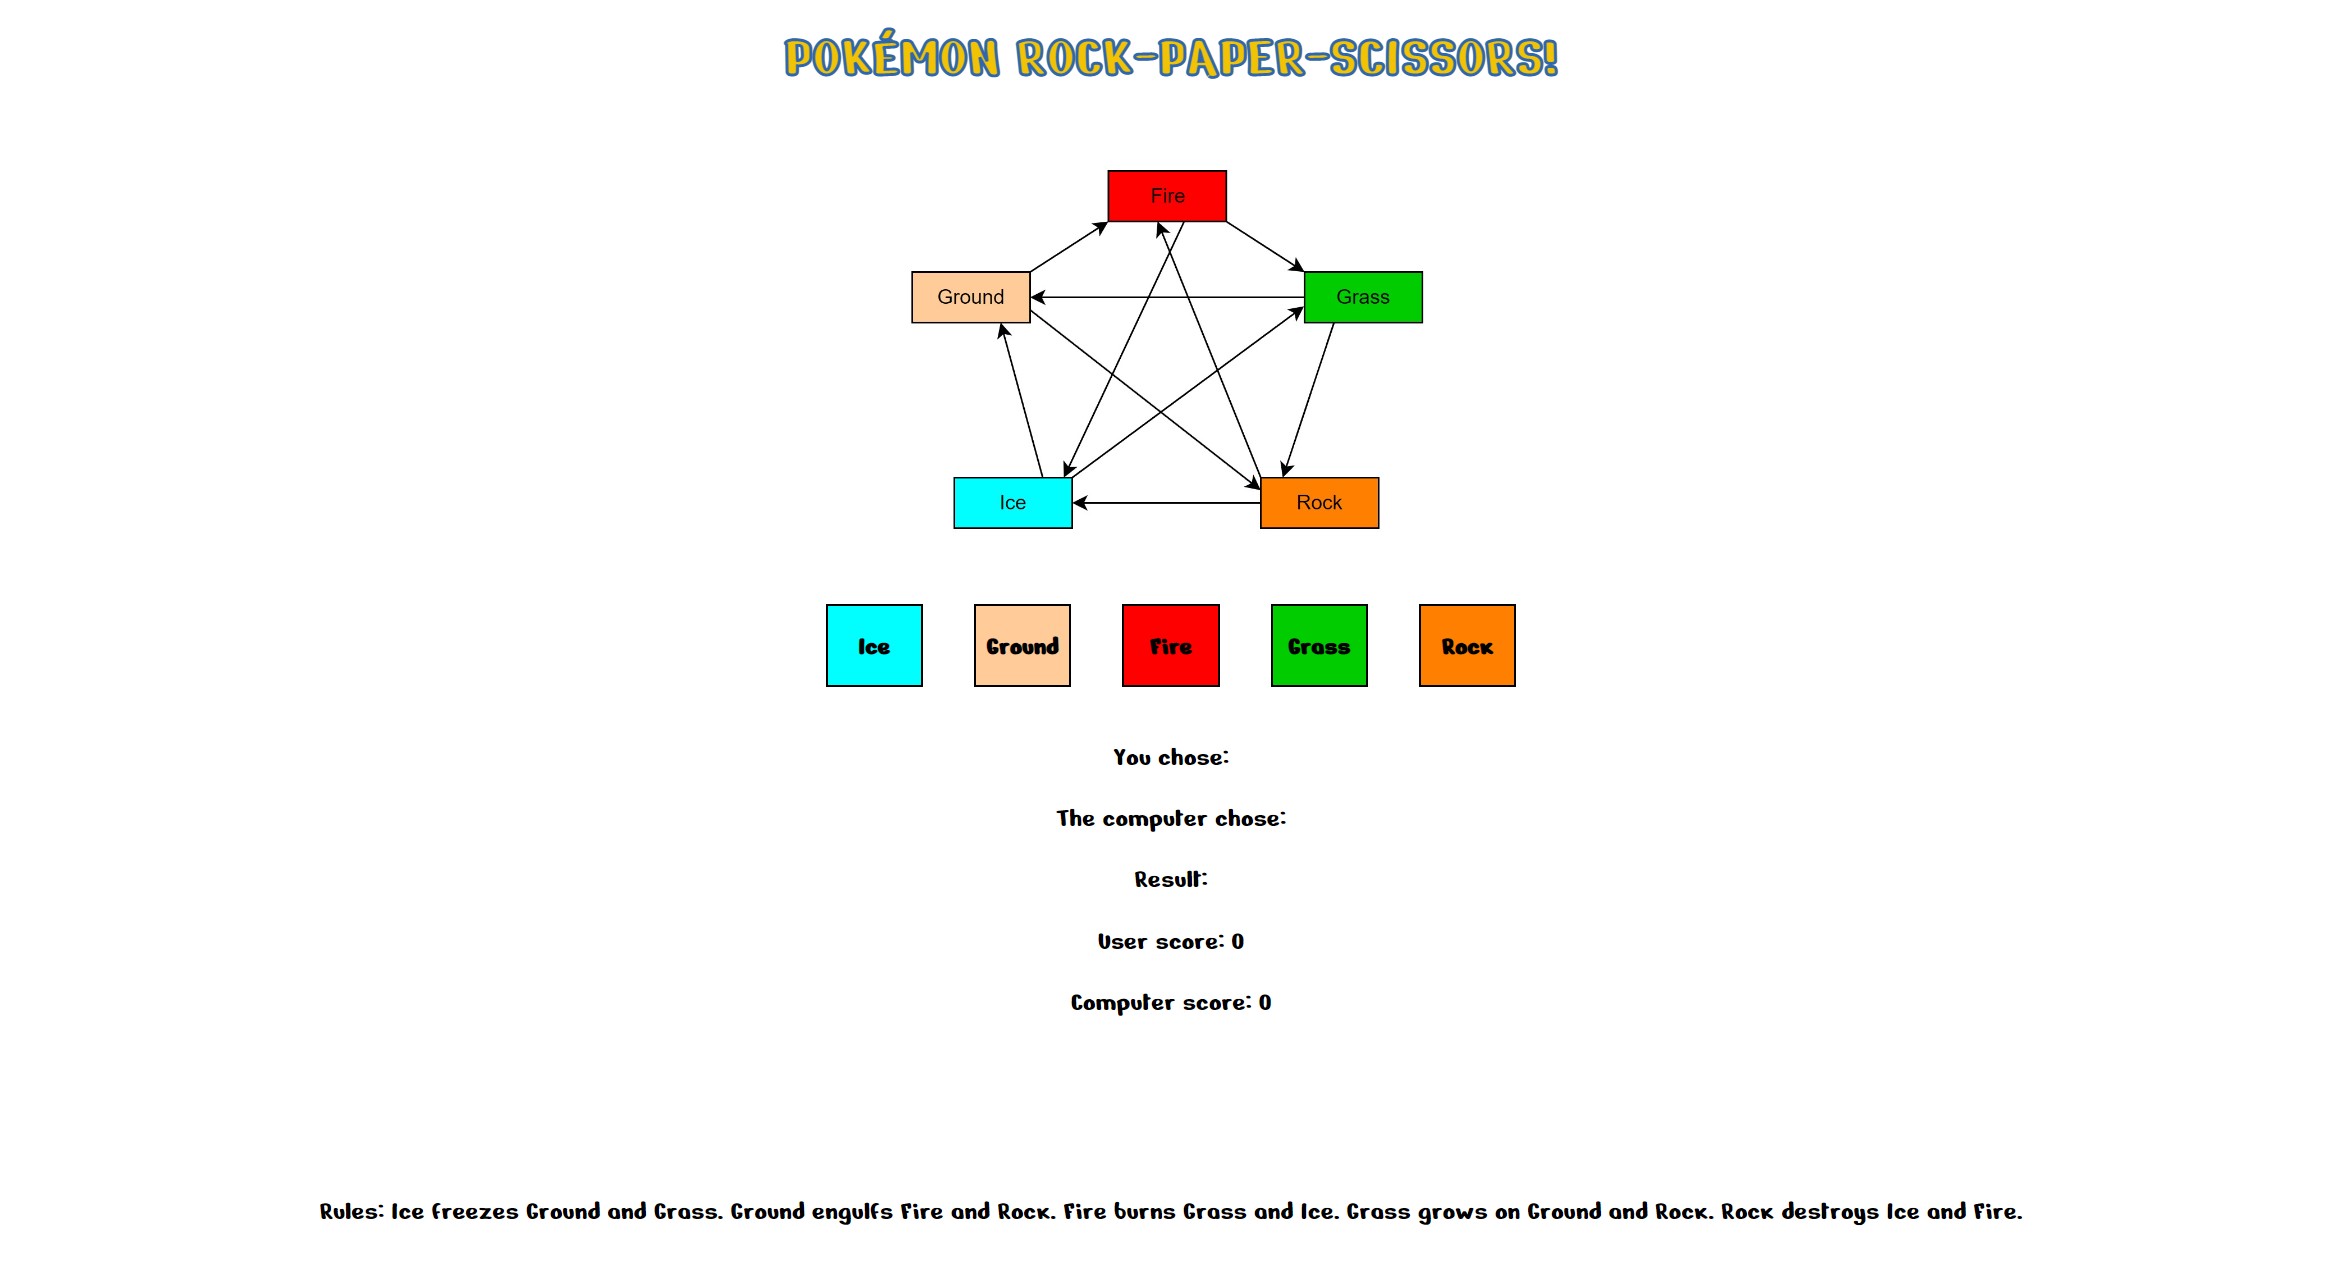 POKÉMON ROCK-PAPER-SCISSORS!
Fire
Ground
Grass
Ice
Rock
Ice
Ground
Fire
Grass
Rock
You chose:
The computer chose:
Result:
User score: 0
Computer score: 0
Rules: Ice freezes Ground and Grass. Ground engulfs Fire and Rock. Fire burns Grass and Ice. Grass grows on Ground and Rock. Rock destroys Ice and Fire.